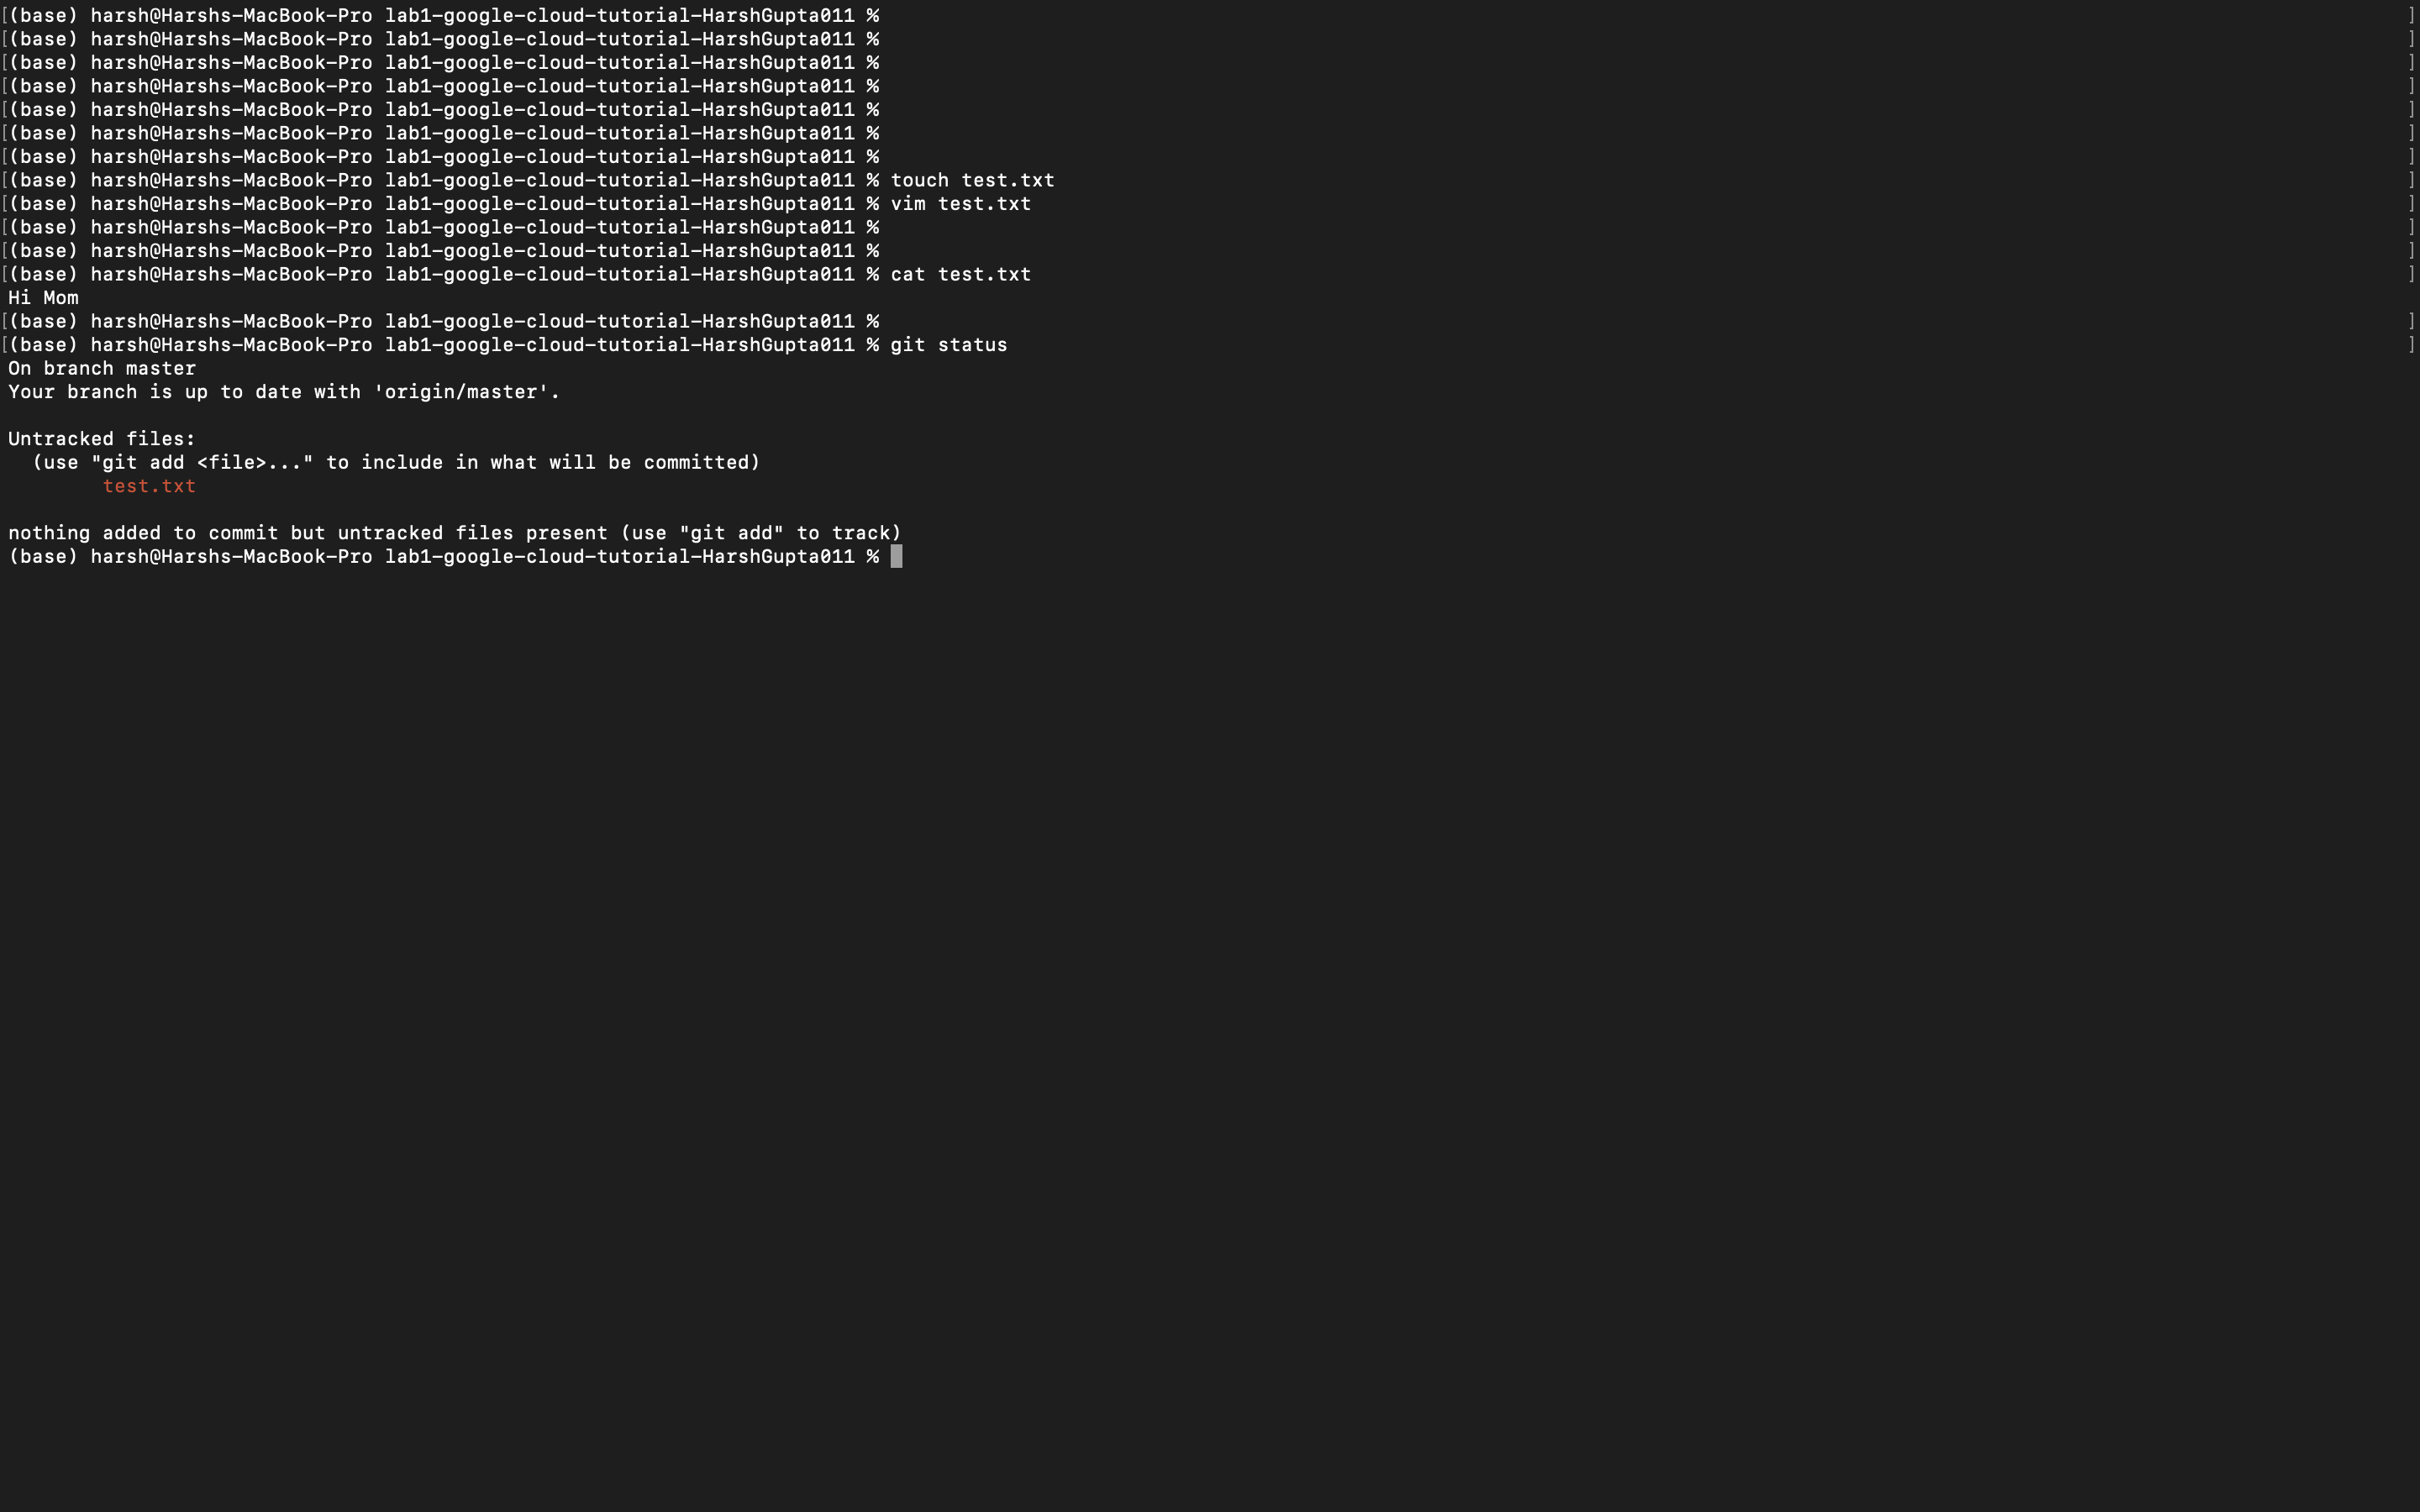 [(base) harsh@Harshs-MacBook-Pro lab1-google-cloud-tutorial-HarshGupta011 % ]
[(base) harsh@Harshs-MacBook-Pro lab1-google-cloud-tutorial-HarshGupta011 % ]
[(base) harsh@Harshs-MacBook-Pro lab1-google-cloud-tutorial-HarshGupta011 % ]
[(base) harsh@Harshs-MacBook-Pro lab1-google-cloud-tutorial-HarshGupta011 % ]
[(base) harsh@Harshs-MacBook-Pro lab1-google-cloud-tutorial-HarshGupta011 % ]
[(base) harsh@Harshs-MacBook-Pro lab1-google-cloud-tutorial-HarshGupta011 % ]
[(base) harsh@Harshs-MacBook-Pro lab1-google-cloud-tutorial-HarshGupta011 % ]
[(base) harsh@Harshs-MacBook-Pro lab1-google-cloud-tutorial-HarshGupta011 % touch test.txt ]
[(base) harsh@Harshs-MacBook-Pro lab1-google-cloud-tutorial-HarshGupta011 % vim test.txt ]
[(base) harsh@Harshs-MacBook-Pro lab1-google-cloud-tutorial-HarshGupta011 % ]
[(base) harsh@Harshs-MacBook-Pro lab1-google-cloud-tutorial-HarshGupta011 % ]
[(base) harsh@Harshs-MacBook-Pro lab1-google-cloud-tutorial-HarshGupta011 % cat test.txt ]
Hi Mom
[(base) harsh@Harshs-MacBook-Pro lab1-google-cloud-tutorial-HarshGupta011 % ]
[(base) harsh@Harshs-MacBook-Pro lab1-google-cloud-tutorial-HarshGupta011 % git status ]
On branch master
Your branch is up to date with 'origin/master'.
Untracked files:
(use "git add <file>..." to include in what will be committed)
test.txt
nothing added to commit but untracked files present (use "git add" to track)
(base) harsh@Harshs-MacBook-Pro lab1-google-cloud-tutorial-HarshGupta011 %